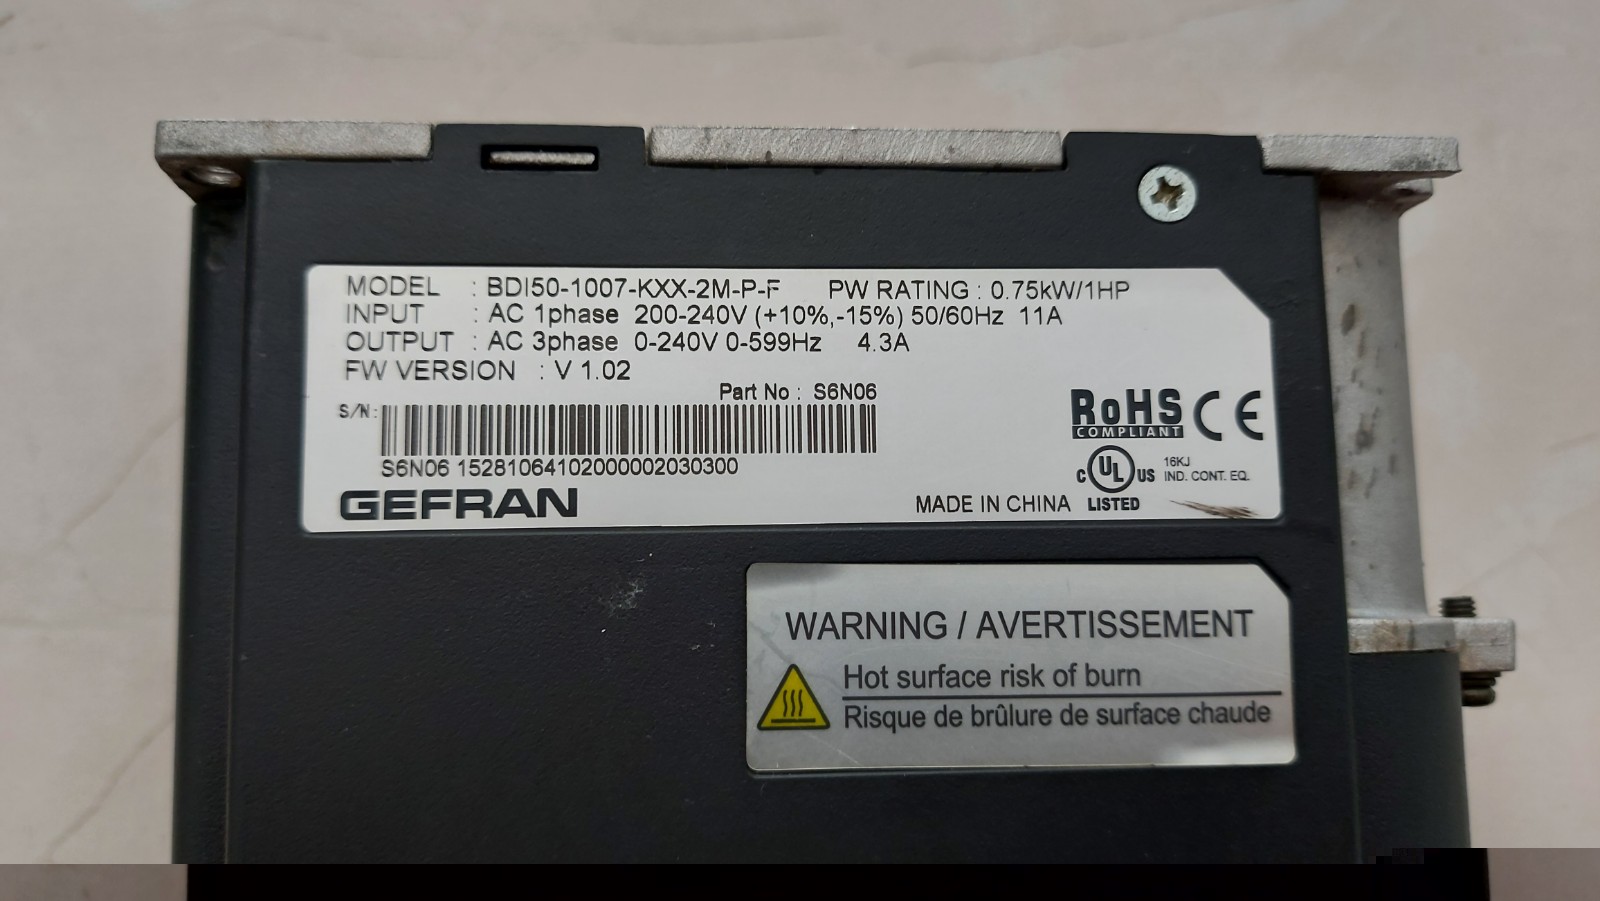 MODEL : BDI50-1007-KXX-2M-P-F PW RATING : 0.75kW/1HP
INPUT : AC 1phase 200-240V (+10%,-15%) 50/60Hz 11A
OUTPUT : AC 3phase 0-240V 0-599Hz 4.3A
FW VERSION : V 1.02
Part No : S6N06
S/N:
S6N06 15281064102000002030300
GEFRAN
RoHS
COMPLIANT
CE
C UL US
LISTED
16KJ
IND. CONT. EQ.
MADE IN CHINA
WARNING / AVERTISSEMENT
Hot surface risk of burn
Risque de brûlure de surface chaude